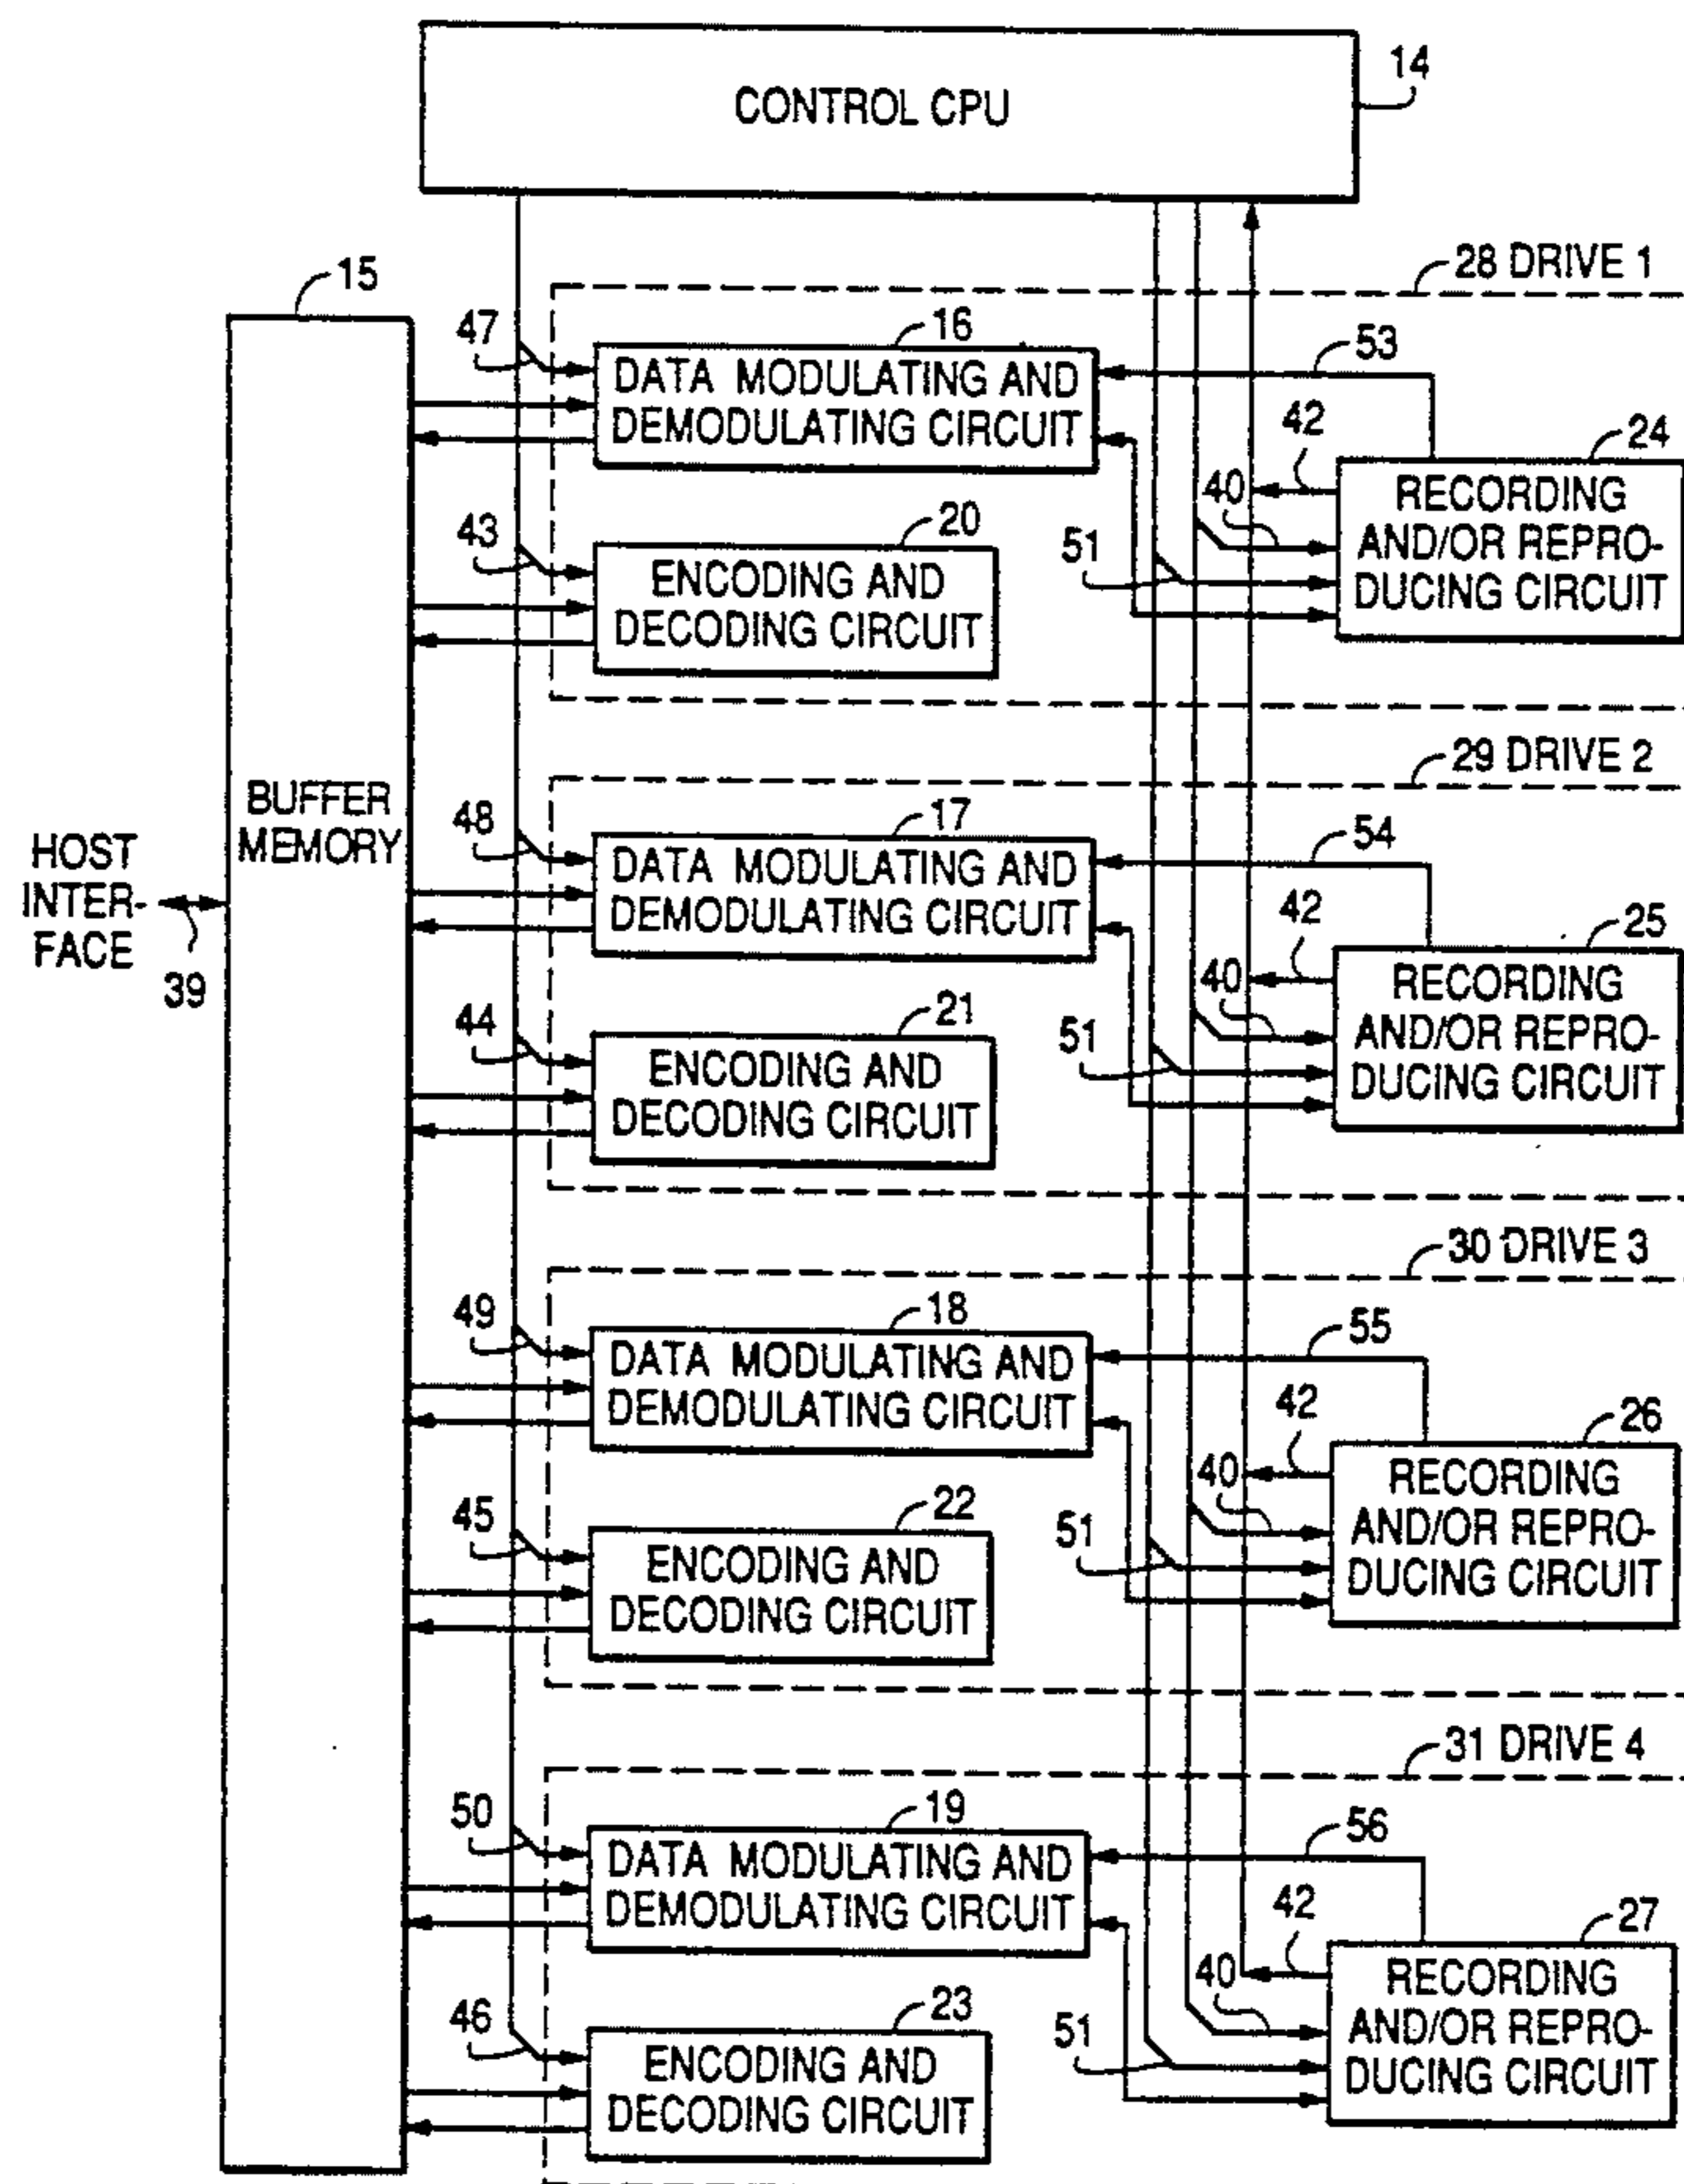 CONTROL CPU
14
15
28 DRIVE 1
47
16
DATA MODULATING AND
DEMODULATING CIRCUIT
53
42
24
40
RECORDING
AND/OR REPRO-
DUCING CIRCUIT
43
20
ENCODING AND
DECODING CIRCUIT
51
29 DRIVE 2
BUFFER
MEMORY
HOST
INTER-
FACE
39
48
17
DATA MODULATING AND
DEMODULATING CIRCUIT
54
42
25
40
RECORDING
AND/OR REPRO-
DUCING CIRCUIT
44
21
ENCODING AND
DECODING CIRCUIT
51
30 DRIVE 3
49
18
DATA MODULATING AND
DEMODULATING CIRCUIT
55
42
26
40
RECORDING
AND/OR REPRO-
DUCING CIRCUIT
45
22
ENCODING AND
DECODING CIRCUIT
51
31 DRIVE 4
50
19
DATA MODULATING AND
DEMODULATING CIRCUIT
56
42
27
40
RECORDING
AND/OR REPRO-
DUCING CIRCUIT
46
23
ENCODING AND
DECODING CIRCUIT
51